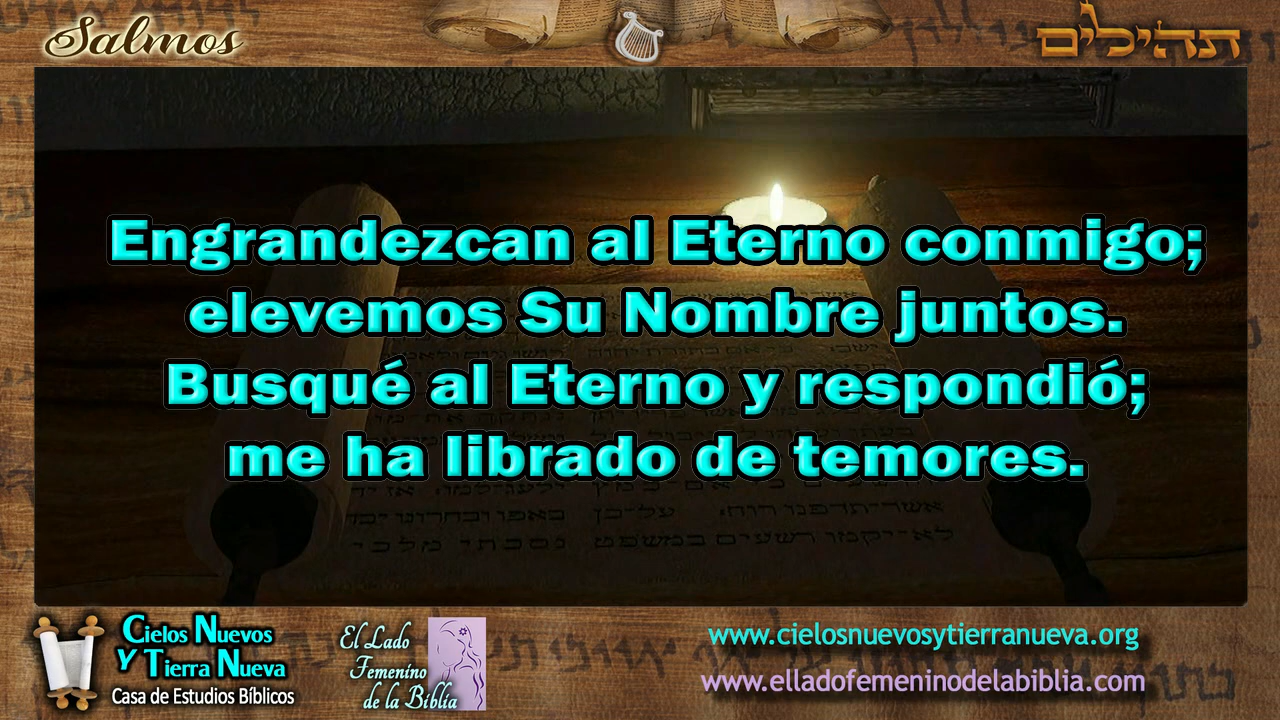 Salmos
תהילים
Engrandezcan al Eterno conmigo;
elevemos Su Nombre juntos.
Busqué al Eterno y respondió;
me ha librado de temores.
Cielos Nuevos
Y Tierra Nueva
Casa de Estudios Bíblicos
El Lado
Femenino
de la Biblia
www.cielosnuevosytierranueva.org
www.elladofemeninodelabiblia.com